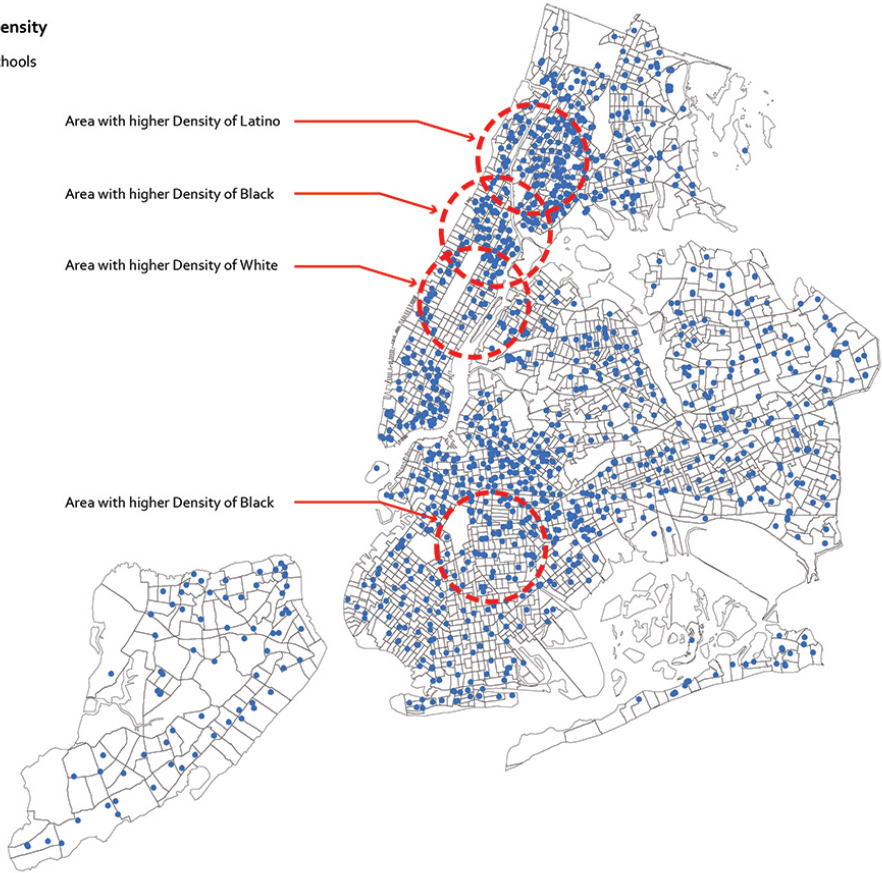 ensity
hools
Area with higher Density of Latino
Area with higher Density of Black
Area with higher Density of White
Area with higher Density of Black